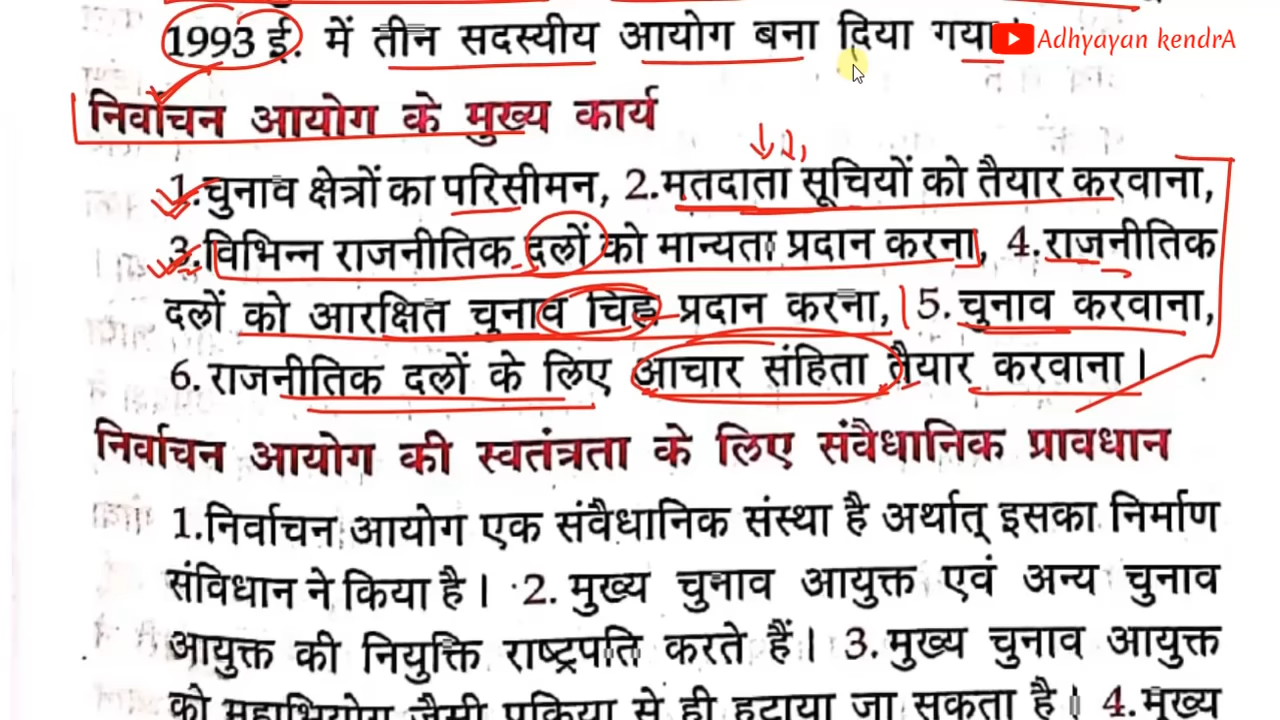 1993 ई. में तीन सदस्यीय आयोग बना दिया गया
Adhyayan kendrA
निर्वाचन आयोग के मुख्य कार्य
1.चुनाव क्षेत्रों का परिसीमन, 2.मतदाता सूचियों को तैयार करवाना,
3.विभिन्न राजनीतिक दलों को मान्यता प्रदान करना, 4.राजनीतिक
दलों को आरक्षित चुनाव चिह्न प्रदान करना, 5. चुनाव करवाना,
6. राजनीतिक दलों के लिए आचार संहिता तैयार करवाना।
निर्वाचन आयोग की स्वतंत्रता के लिए संवैधानिक प्रावधान
1.निर्वाचन आयोग एक संवैधानिक संस्था है अर्थात् इसका निर्माण
संविधान ने किया है। 2. मुख्य चुनाव आयुक्त एवं अन्य चुनाव
आयुक्त की नियुक्ति राष्ट्रपति करते हैं। 3. मुख्य चुनाव आयुक्त
को महाभियोग जैसी प्रक्रिया से ही हटाया जा सकता है। 4. मुख्य